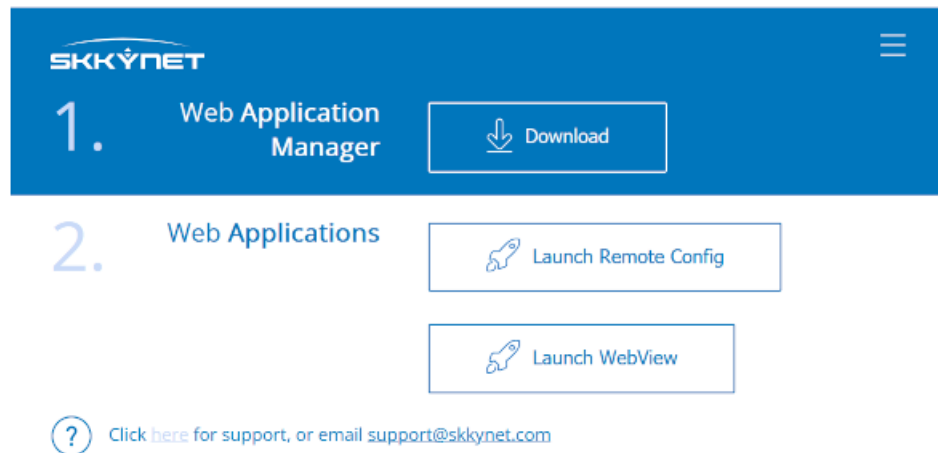 SKKYNET
1. Web Application
Manager
Download
2. Web Applications
Launch Remote Config
Launch WebView
? Click here for support, or email support@skkynet.com